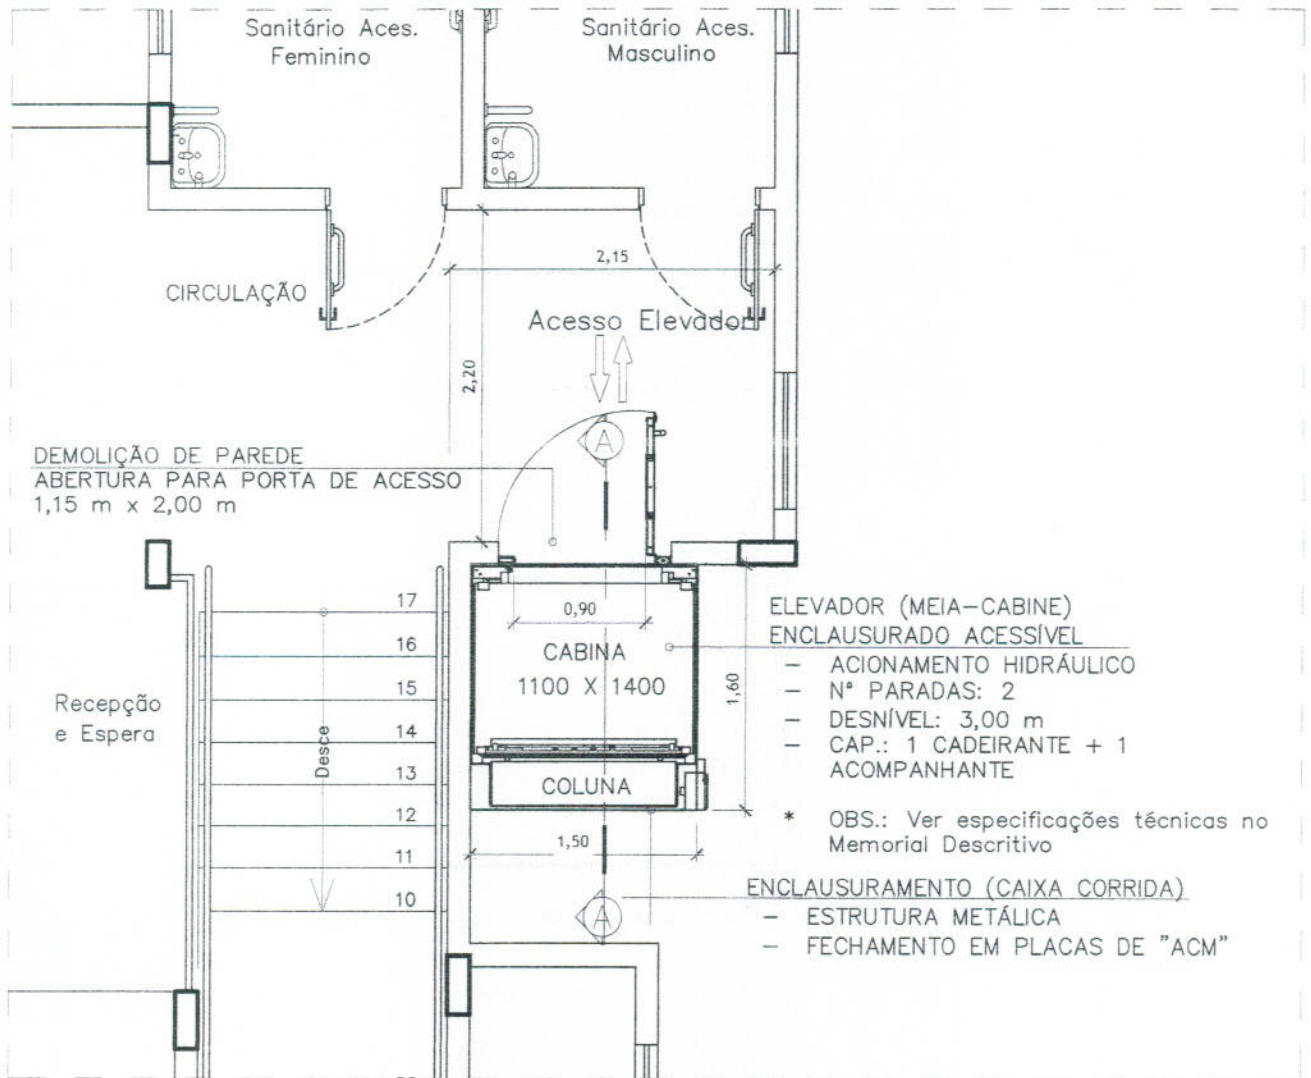 Sanitário Aces.
Feminino
Sanitário Aces.
Masculino
2,15
CIRCULAÇÃO
Acesso Elevador
2,20
A
DEMOLIÇÃO DE PAREDE
ABERTURA PARA PORTA DE ACESSO
1,15 m x 2,00 m
17
16
15
14
13
12
11
10
Desce
Recepção
e Espera
0,90
CABINA
1100 X 1400
COLUNA
1,60
1,50
A
ELEVADOR (MEIA-CABINE)
ENCLAUSURADO ACESSÍVEL
- ACIONAMENTO HIDRÁULICO
- Nº PARADAS: 2
- DESNÍVEL: 3,00 m
- CAP.: 1 CADEIRANTE + 1
ACOMPANHANTE
* OBS.: Ver especificações técnicas no
Memorial Descritivo
ENCLAUSURAMENTO (CAIXA CORRIDA)
- ESTRUTURA METÁLICA
- FECHAMENTO EM PLACAS DE "ACM"